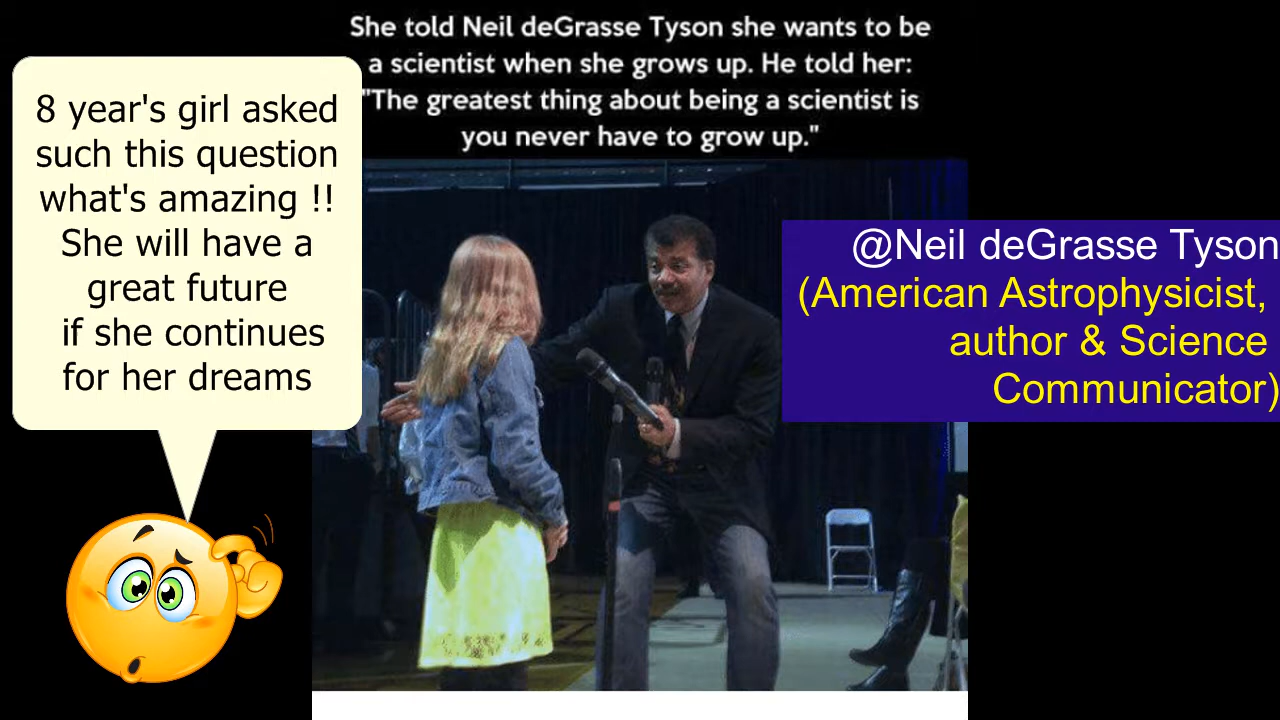 She told Neil deGrasse Tyson she wants to be
a scientist when she grows up. He told her:
"The greatest thing about being a scientist is
you never have to grow up."
8 year's girl asked
such this question
what's amazing !!
She will have a
great future
if she continues
for her dreams
@Neil deGrasse Tyson
(American Astrophysicist,
author & Science
Communicator)